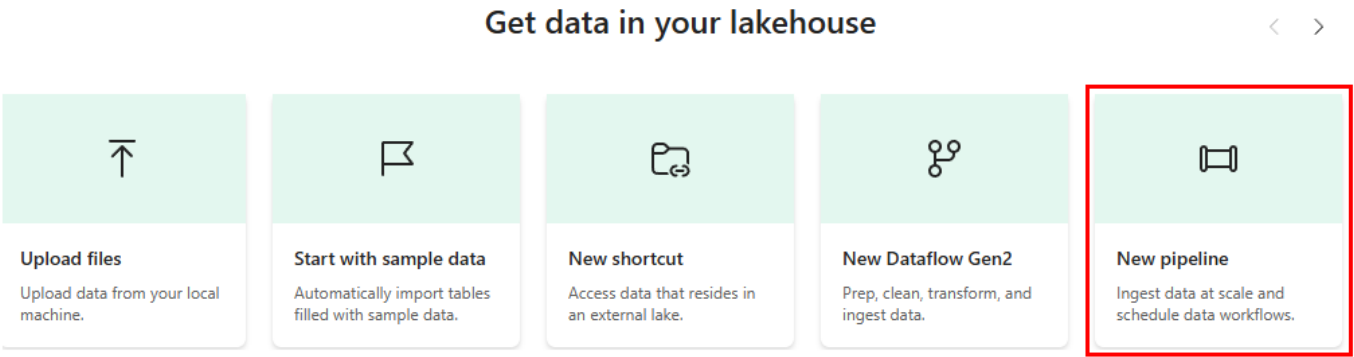 Get data in your lakehouse
Upload files
Upload data from your local
machine.
Start with sample data
Automatically import tables
filled with sample data.
New shortcut
Access data that resides in
an external lake.
New Dataflow Gen2
Prep, clean, transform, and
ingest data.
New pipeline
Ingest data at scale and
schedule data workflows.